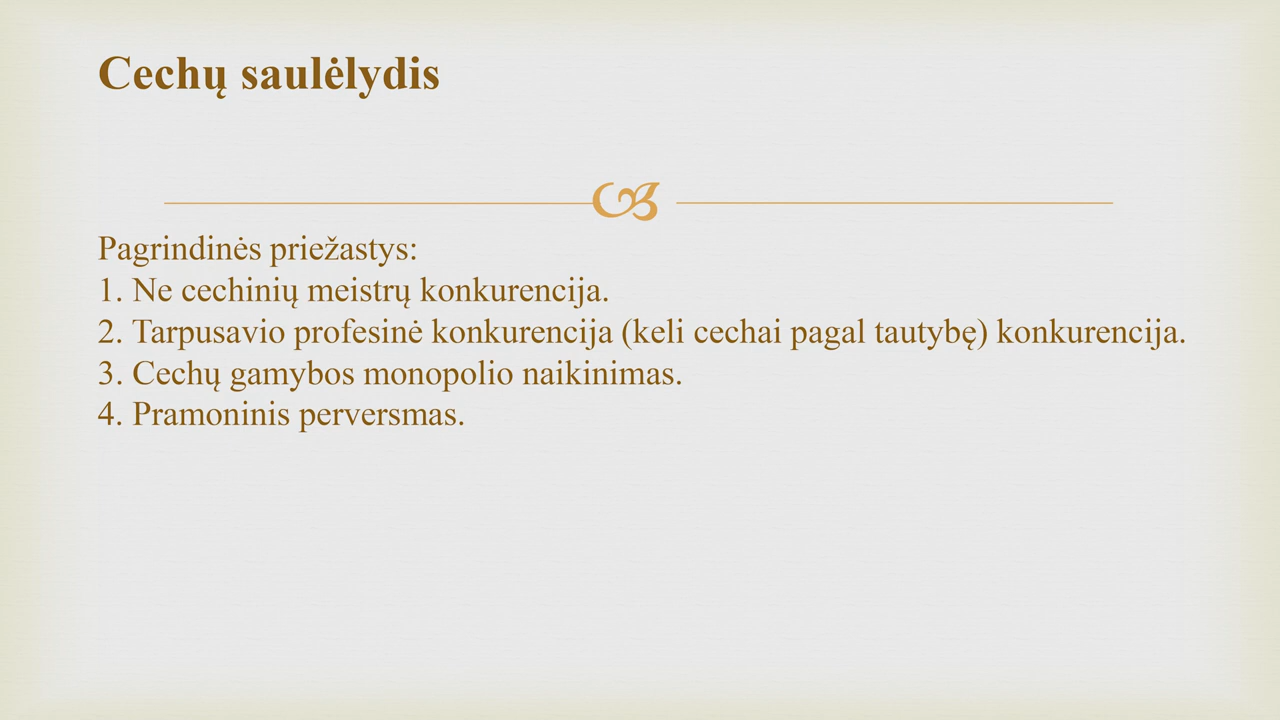 Cechų saulėlydis
Pagrindinės priežastys:
1. Ne cechinių meistrų konkurencija.
2. Tarpusavio profesinė konkurencija (keli cechai pagal tautybę) konkurencija.
3. Cechų gamybos monopolio naikinimas.
4. Pramoninis perversmas.